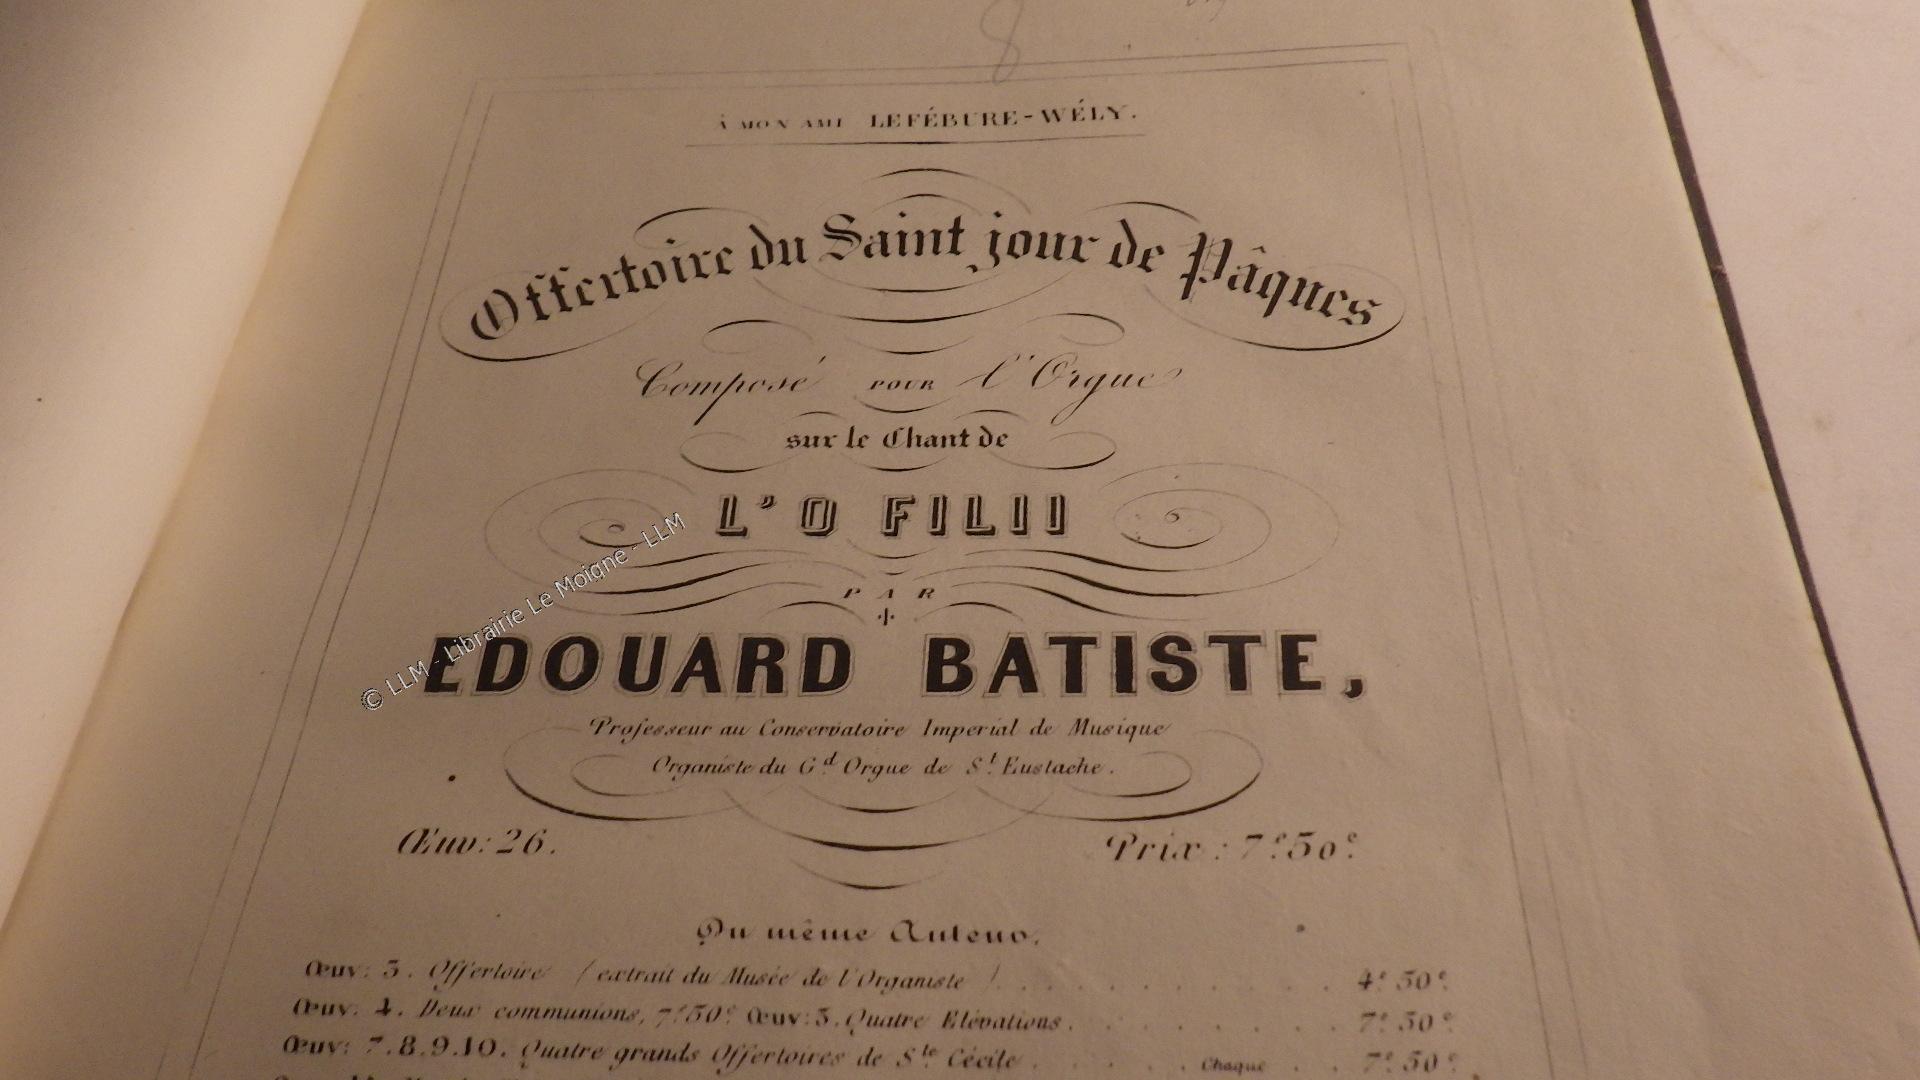 8
À MON AMI LEFÉBURE-WÉLY.
Offertoire du Saint jour de Pâques
Composé POUR l'Orgue
sur le Chant de
L'O FILII
PAR
EDOUARD BATISTE,
Professeur au Conservatoire Impérial de Musique
Organiste du Gd. Orgue de St. Eustache.
Œuv: 26. Prix: 7f. 50c.
Du même Auteur.
Œuv: 3. Offertoire (extrait du Musée de l'Organiste) . . . . . . . . . . 4f. 50c.
Œuv: 4. Deux communions, 7f. 50c. Œuv: 5. Quatre Elévations. . . . . . . . 7f. 50c.
Œuv: 7.8.9.10. Quatre grands Offertoires de Ste. Cécile . . . . . Chaque . . 7f. 50c.
© LLM - Librairie Le Moigne - LLM